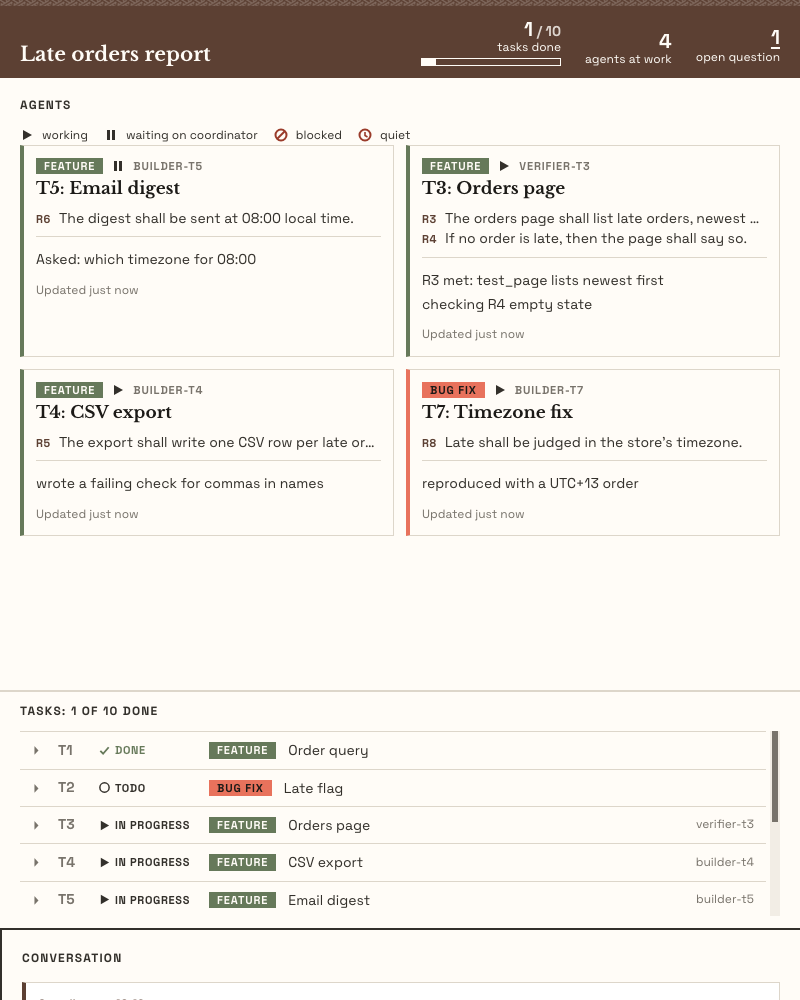 Late orders report
1 / 10
tasks done
4
agents at work
1
open question
AGENTS
working
waiting on coordinator
blocked
quiet
FEATURE BUILDER-T5
T5: Email digest
R6 The digest shall be sent at 08:00 local time.
Asked: which timezone for 08:00
Updated just now
FEATURE VERIFIER-T3
T3: Orders page
R3 The orders page shall list late orders, newest ...
R4 If no order is late, then the page shall say so.
R3 met: test_page lists newest first
checking R4 empty state
Updated just now
FEATURE BUILDER-T4
T4: CSV export
R5 The export shall write one CSV row per late or...
wrote a failing check for commas in names
Updated just now
BUG FIX BUILDER-T7
T7: Timezone fix
R8 Late shall be judged in the store's timezone.
reproduced with a UTC+13 order
Updated just now
TASKS: 1 OF 10 DONE
T1 DONE FEATURE Order query
T2 TODO BUG FIX Late flag
T3 IN PROGRESS FEATURE Orders page verifier-t3
T4 IN PROGRESS FEATURE CSV export builder-t4
T5 IN PROGRESS FEATURE Email digest builder-t5
CONVERSATION